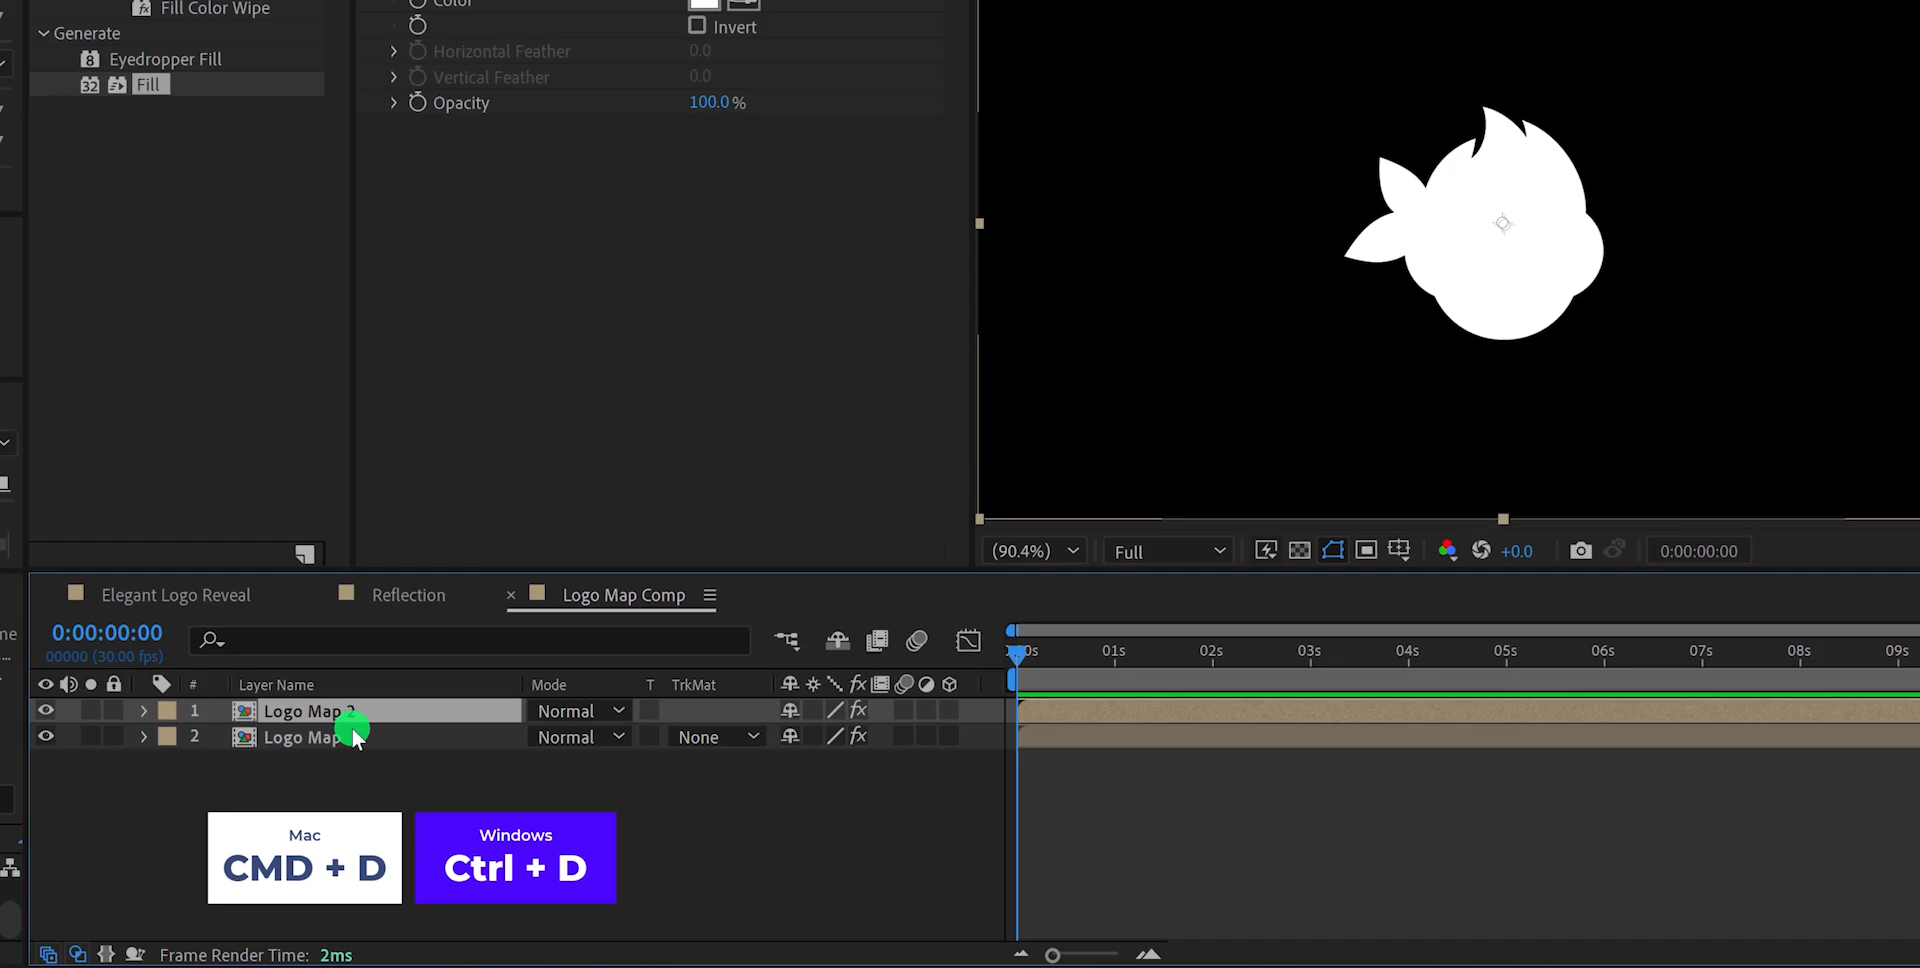 Fill Color Wipe
Generate
8 Eyedropper Fill
32 Fill
Color
Invert
Horizontal Feather 0.0
Vertical Feather 0.0
Opacity 100.0 %
(90.4%) Full +0.0 0:00:00:00
Elegant Logo Reveal Reflection × Logo Map Comp
0:00:00:00
00000 (30.00 fps)
01s 02s 03s 04s 05s 06s 07s 08s 09s
# Layer Name Mode T TrkMat
1 Logo Map 2 Normal
2 Logo Map Normal None
Mac
CMD + D
Windows
Ctrl + D
Frame Render Time: 2ms